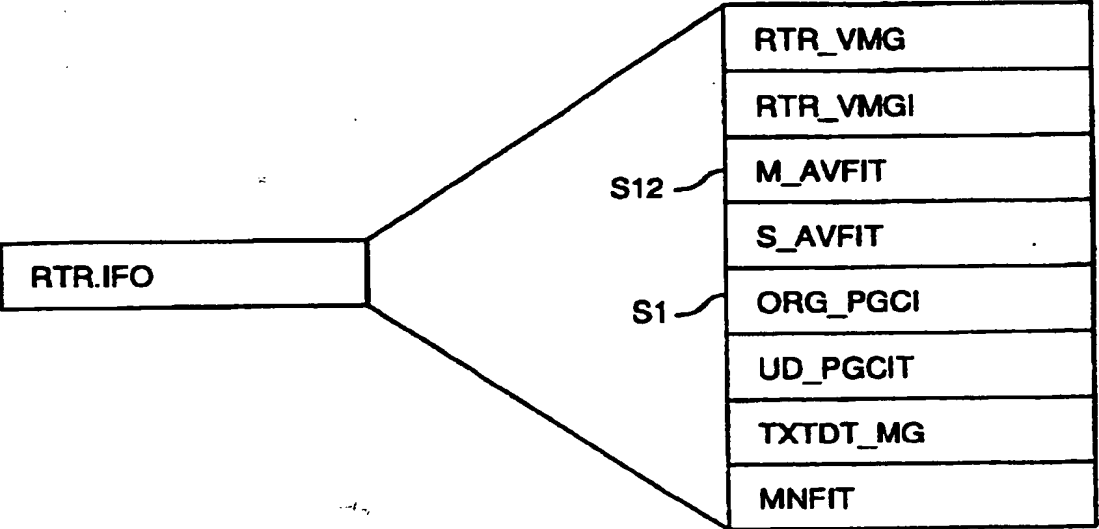 RTR_VMG
RTR_VMGI
S12
M_AVFIT
S_AVFIT
RTR.IFO
S1
ORG_PGCI
UD_PGCIT
TXTDT_MG
MNFIT